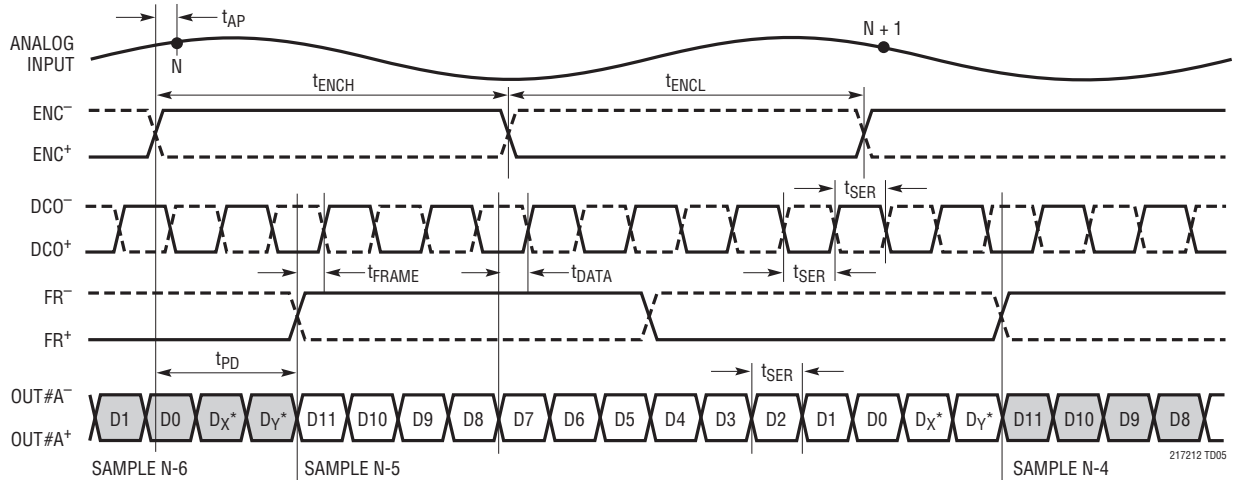 tAP
ANALOG
INPUT
N
N + 1
tENCH
tENCL
ENC–
ENC+
DCO–
DCO+
tSER
tFRAME
tDATA
tSER
FR–
FR+
tPD
tSER
OUT#A–
OUT#A+
D1 D0 DX* DY* D11 D10 D9 D8 D7 D6 D5 D4 D3 D2 D1 D0 DX* DY* D11 D10 D9 D8
217212 TD05
SAMPLE N-6 SAMPLE N-5 SAMPLE N-4